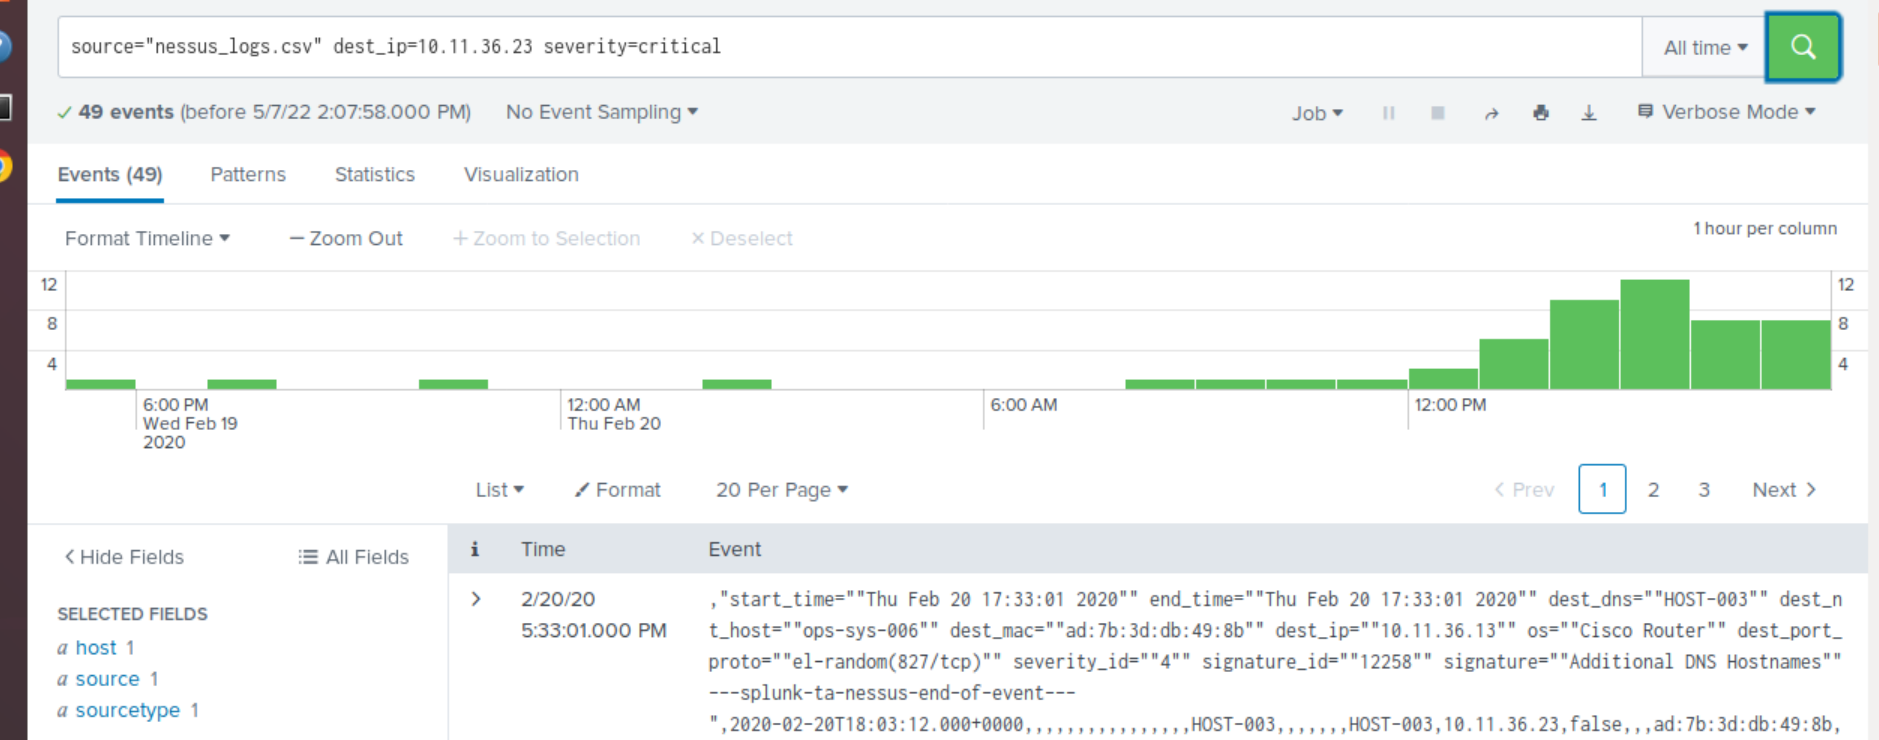 source="nessus_logs.csv" dest_ip=10.11.36.23 severity=critical
All time
49 events (before 5/7/22 2:07:58.000 PM)
No Event Sampling
Job
Verbose Mode
Events (49)
Patterns
Statistics
Visualization
Format Timeline
— Zoom Out
+ Zoom to Selection
× Deselect
1 hour per column
12
12
8
8
4
4
6:00 PM
Wed Feb 19
2020
12:00 AM
Thu Feb 20
6:00 AM
12:00 PM
List
Format
20 Per Page
< Prev
1
2
3
Next >
< Hide Fields
All Fields
SELECTED FIELDS
a host 1
a source 1
a sourcetype 1
i
Time
Event
>
2/20/20
5:33:01.000 PM
,"start_time=""Thu Feb 20 17:33:01 2020"" end_time=""Thu Feb 20 17:33:01 2020"" dest_dns=""HOST-003"" dest_n
t_host=""ops-sys-006"" dest_mac=""ad:7b:3d:db:49:8b"" dest_ip=""10.11.36.13"" os=""Cisco Router"" dest_port_
proto=""el-random(827/tcp)"" severity_id=""4"" signature_id=""12258"" signature=""Additional DNS Hostnames""
---splunk-ta-nessus-end-of-event---
",2020-02-20T18:03:12.000+0000,,,,,,,,,,,,,,,,HOST-003,,,,,,,HOST-003,10.11.36.23,false,,,ad:7b:3d:db:49:8b,